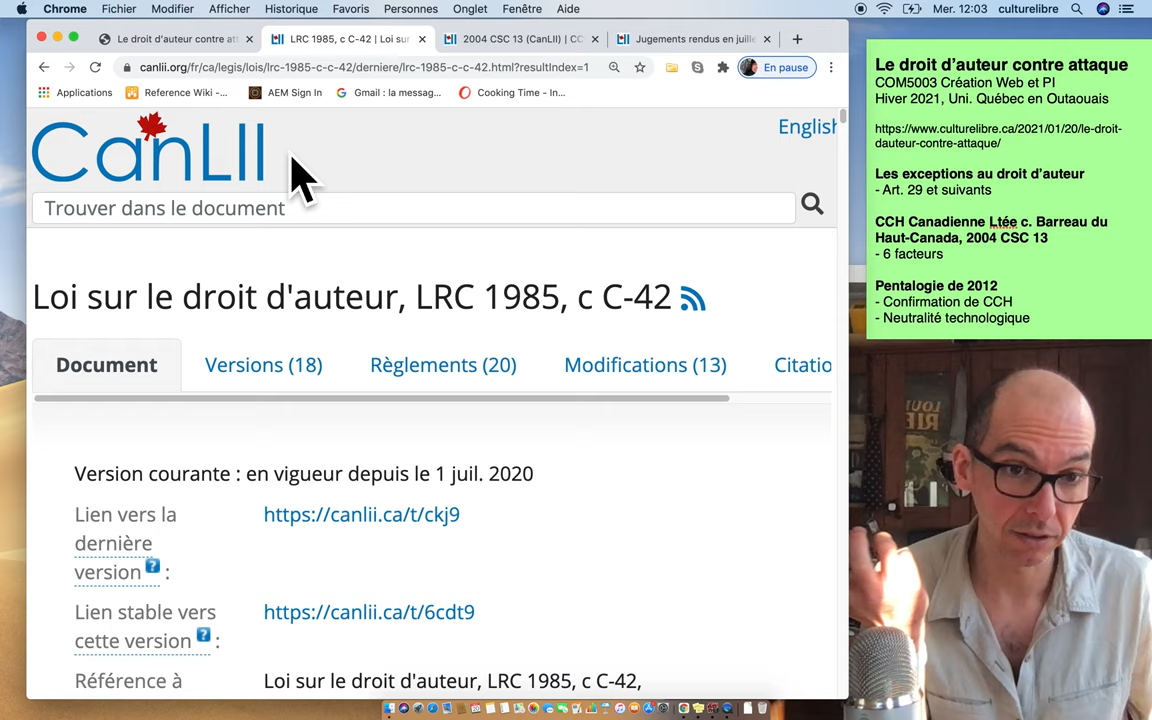 Chrome Fichier Modifier Afficher Historique Favoris Personnes Onglet Fenêtre Aide Mer. 12:03 culturelibre
Le droit d'auteur contre att
LRC 1985, c C-42 | Loi sur
2004 CSC 13 (CanLII) | CC
Jugements rendus en juille
canlii.org/fr/ca/legis/lois/lrc-1985-c-c-42/derniere/lrc-1985-c-c-42.html?resultIndex=1
En pause
Applications Reference Wiki -... AEM Sign In Gmail : la messag... Cooking Time - In...
CanLII
English
Trouver dans le document
Loi sur le droit d'auteur, LRC 1985, c C-42
Document Versions (18) Règlements (20) Modifications (13) Citatio
Version courante : en vigueur depuis le 1 juil. 2020
Lien vers la https://canlii.ca/t/ckj9
dernière
version ? :
Lien stable vers https://canlii.ca/t/6cdt9
cette version ? :
Référence à Loi sur le droit d'auteur, LRC 1985, c C-42,
Le droit d'auteur contre attaque
COM5003 Création Web et PI
Hiver 2021, Uni. Québec en Outaouais
https://www.culturelibre.ca/2021/01/20/le-droit-
dauteur-contre-attaque/
Les exceptions au droit d'auteur
- Art. 29 et suivants
CCH Canadienne Ltée c. Barreau du
Haut-Canada, 2004 CSC 13
- 6 facteurs
Pentalogie de 2012
- Confirmation de CCH
- Neutralité technologique